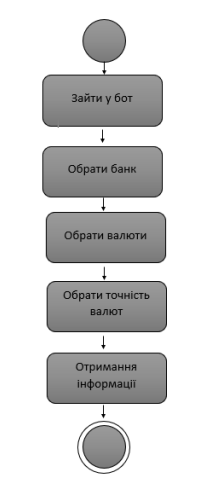 Зайти у бот
Обрати банк
Обрати валюти
Обрати точність
валют
Отримання
інформації